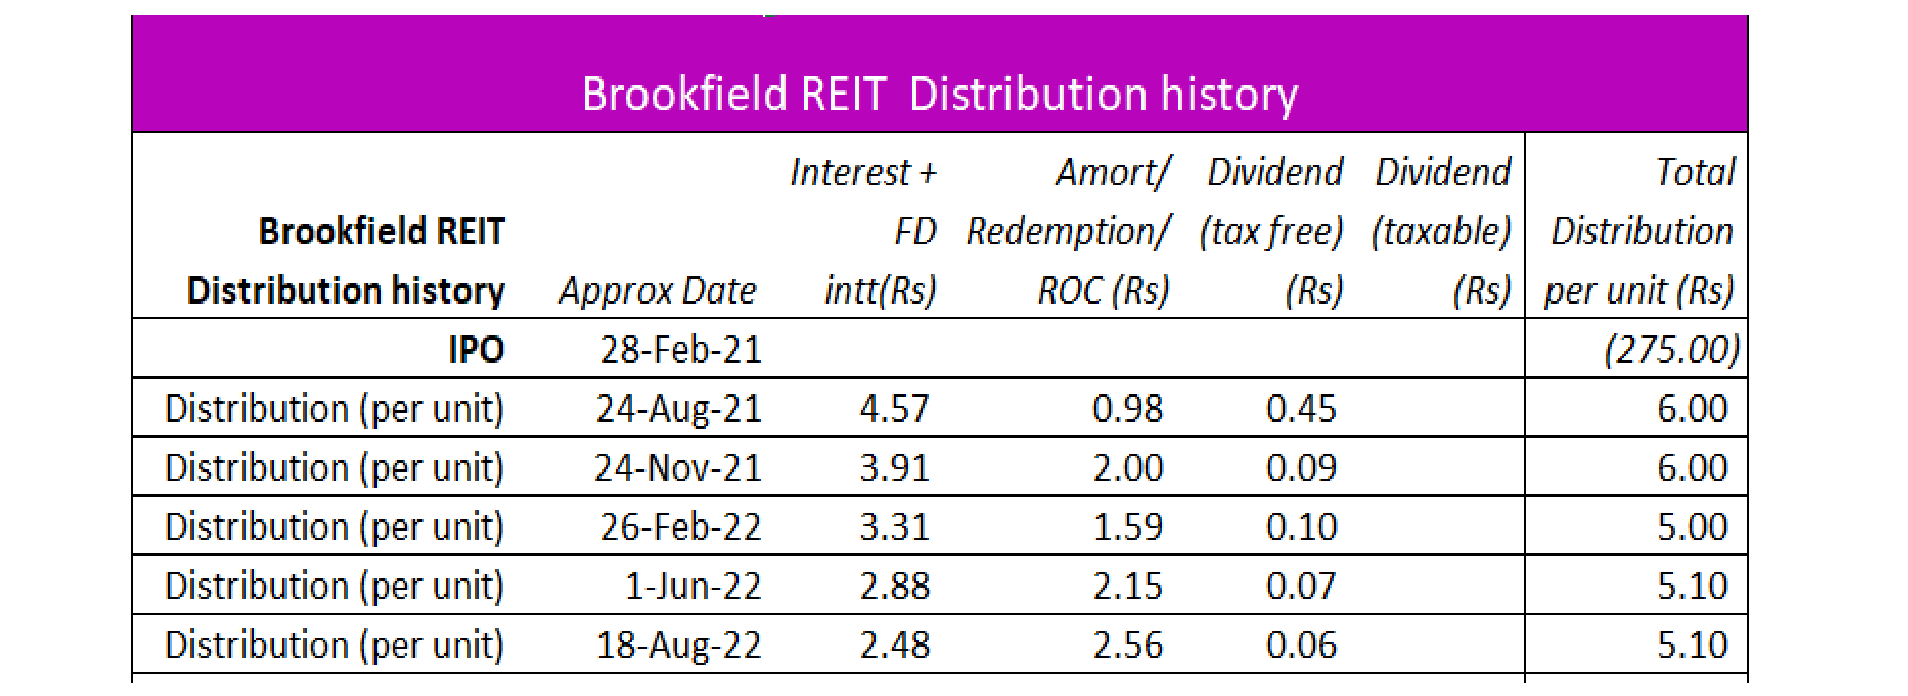 Brookfield REIT Distribution history
Interest + Amort/ Dividend Dividend Total
Brookfield REIT FD Redemption/ (tax free) (taxable) Distribution
Distribution history Approx Date intt(Rs) ROC (Rs) (Rs) (Rs) per unit (Rs)
IPO 28-Feb-21 (275.00)
Distribution (per unit) 24-Aug-21 4.57 0.98 0.45 6.00
Distribution (per unit) 24-Nov-21 3.91 2.00 0.09 6.00
Distribution (per unit) 26-Feb-22 3.31 1.59 0.10 5.00
Distribution (per unit) 1-Jun-22 2.88 2.15 0.07 5.10
Distribution (per unit) 18-Aug-22 2.48 2.56 0.06 5.10